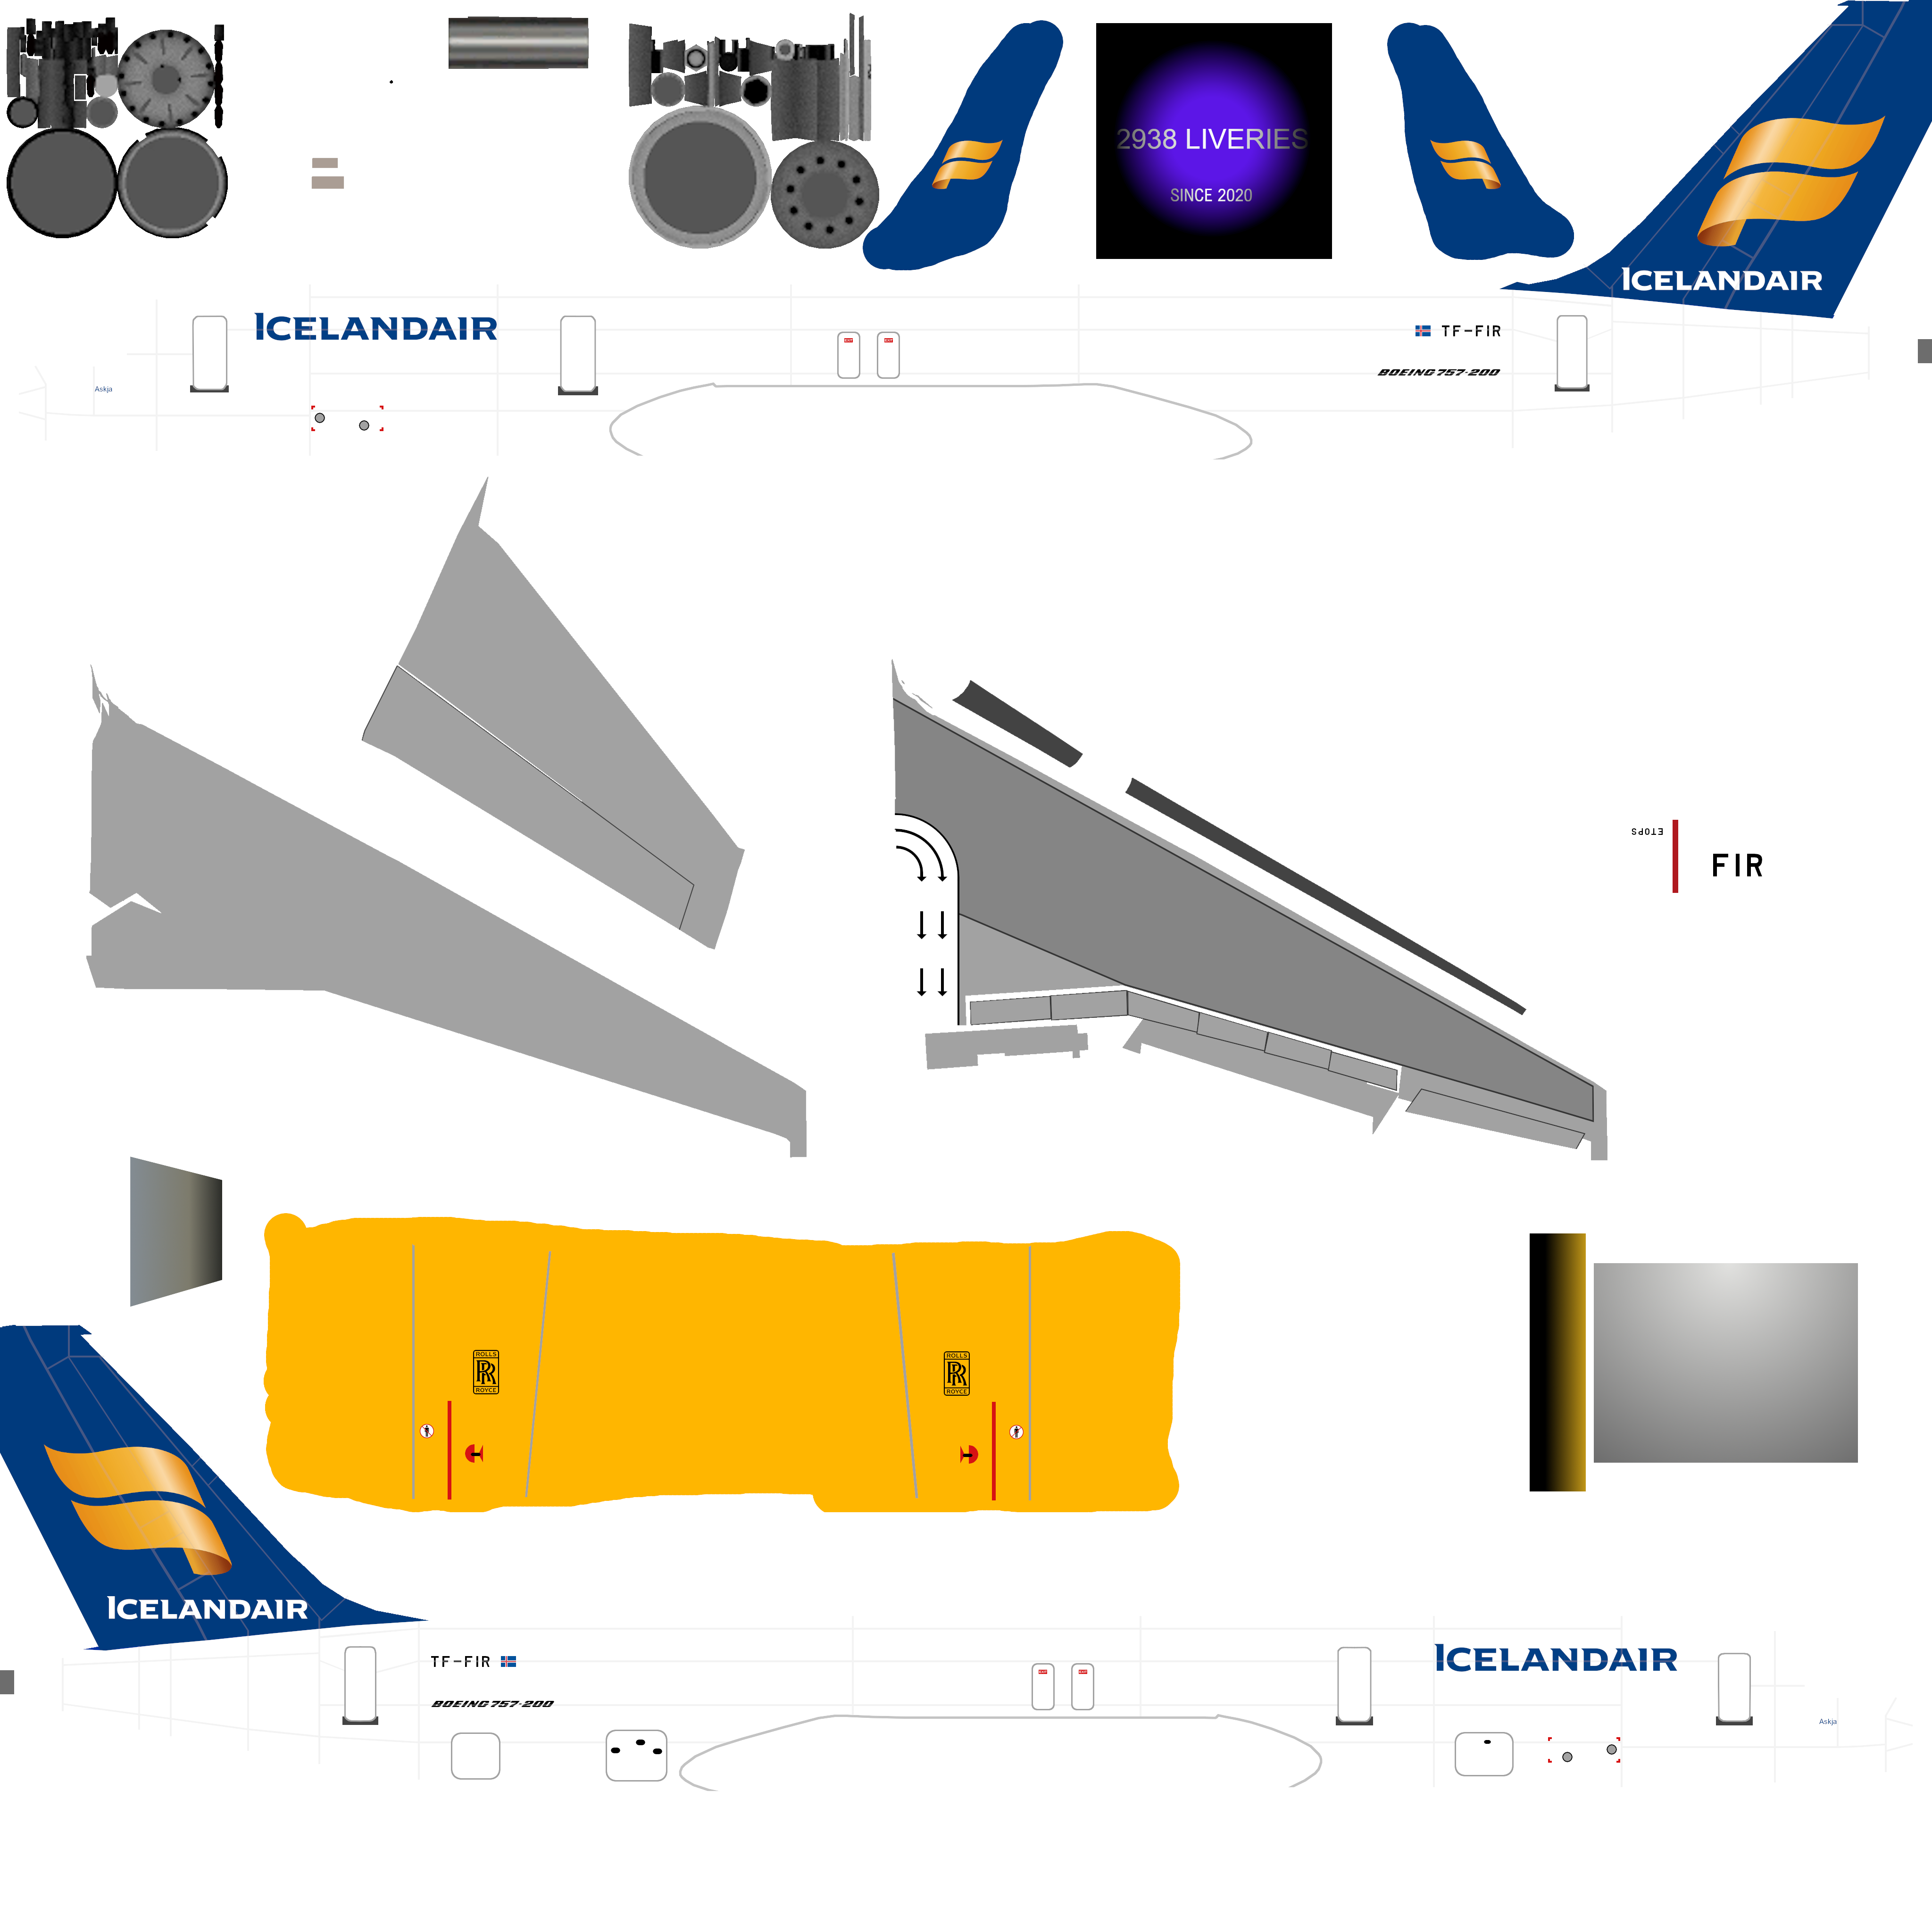 2938 LIVERIES
SINCE 2020
ICELANDAIR
ICELANDAIR
TF-FIR
BOEING 757-200
Askja
ETOPS
FIR
ROLLS
RR
ROYCE
ROLLS
RR
ROYCE
ICELANDAIR
TF-FIR
ICELANDAIR
BOEING 757-200
Askja